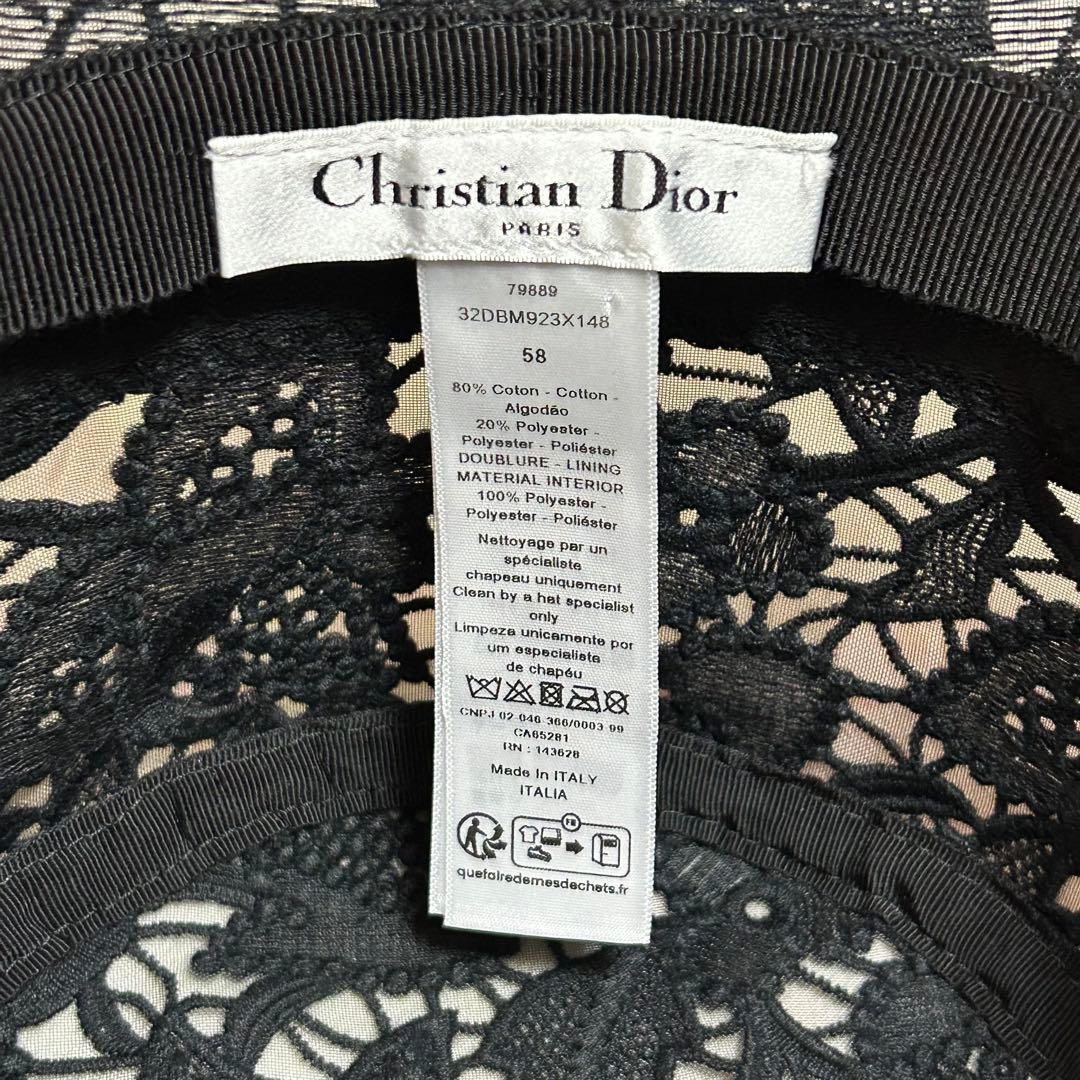 Christian Dior
PARIS
79889
32DBM923X148
58
80% Coton - Cotton -
Algodão
20% Polyester -
Polyester - Poliéster
DOUBLURE - LINING
MATERIAL INTERIOR
100% Polyester -
Polyester - Poliéster
Nettoyage par un
spécialiste
chapeau uniquement
Clean by a hat specialist
only
Limpeza unicamente por
um especialista
de chapéu
CNPJ 02-046-366/0003-99
CA65281
RN : 143628
Made In ITALY
ITALIA
FR
quefairedemesdechets.fr